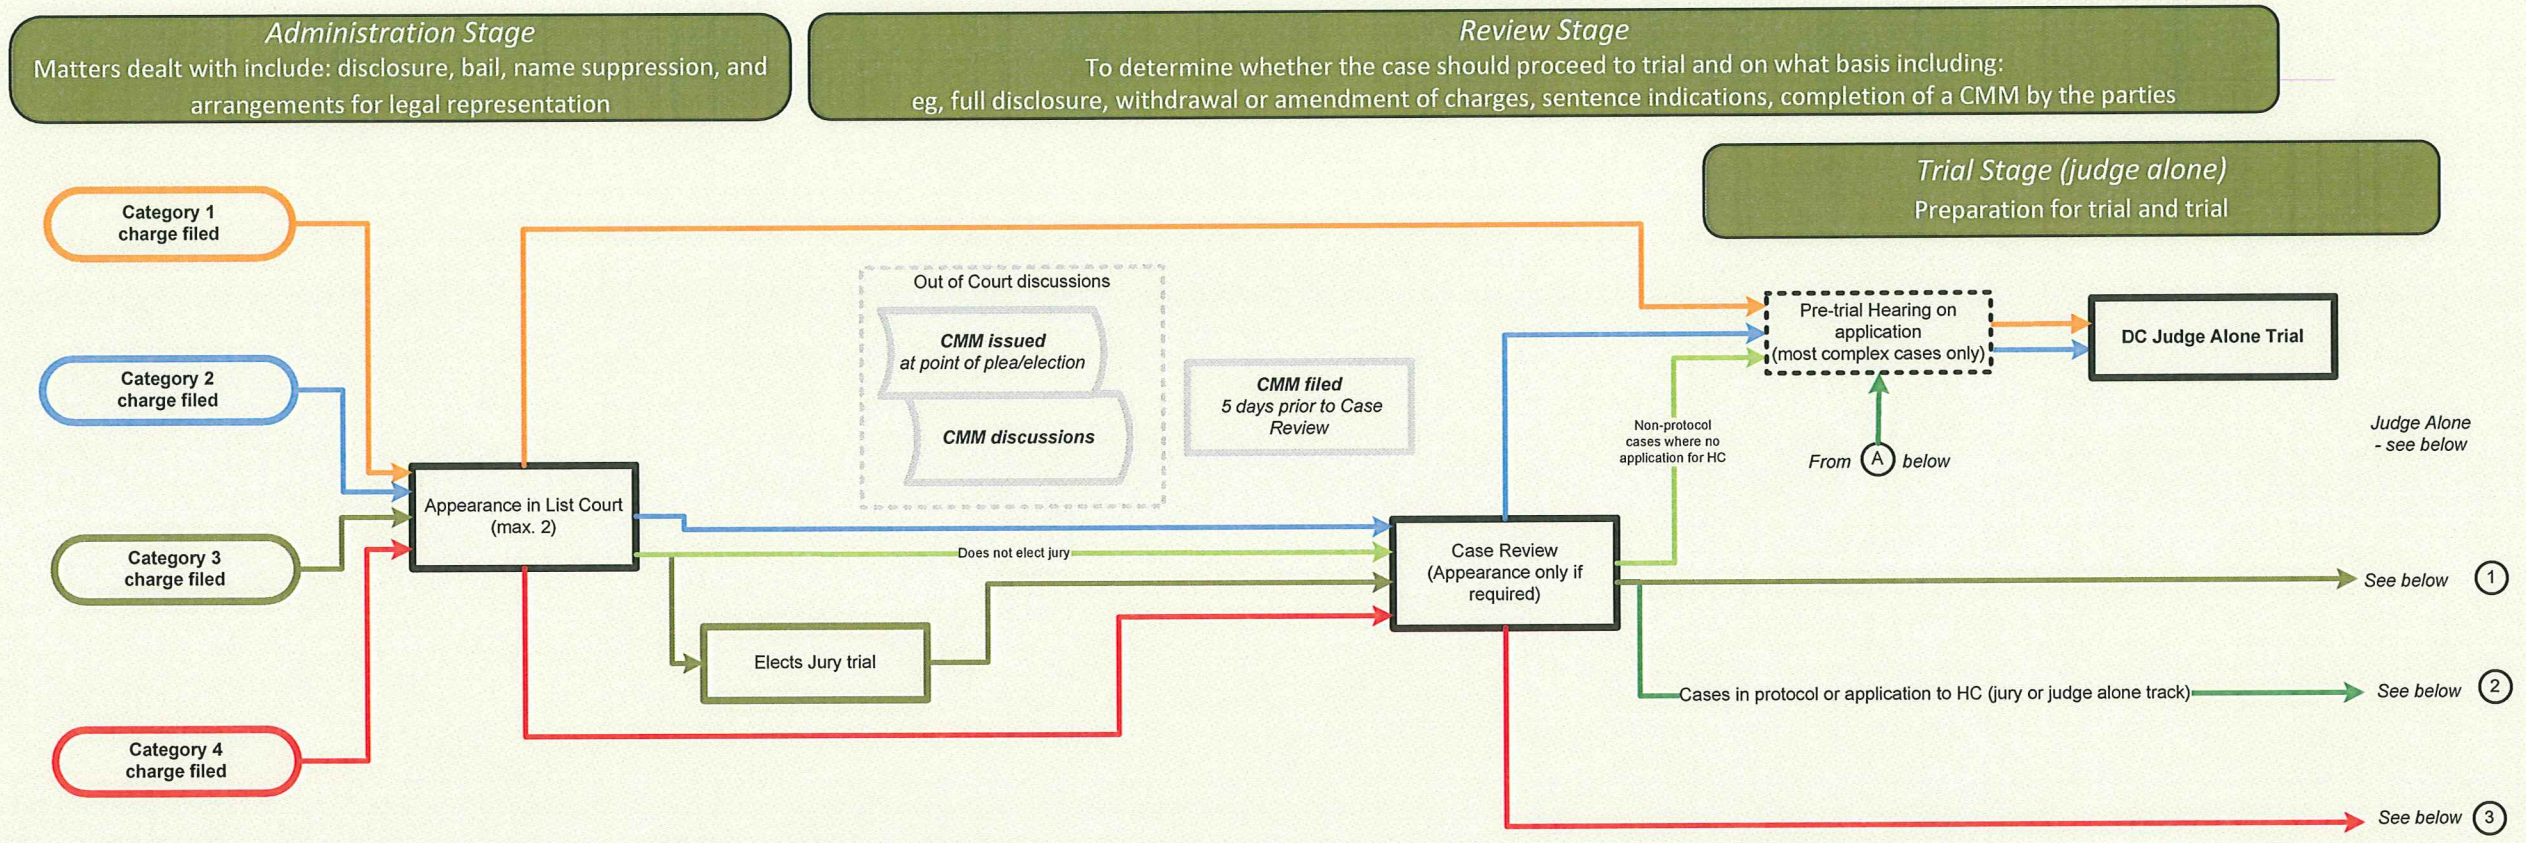 Administration Stage
Matters dealt with include: disclosure, bail, name suppression, and
arrangements for legal representation
Review Stage
To determine whether the case should proceed to trial and on what basis including:
eg, full disclosure, withdrawal or amendment of charges, sentence indications, completion of a CMM by the parties
Trial Stage (judge alone)
Preparation for trial and trial
Category 1
charge filed
Category 2
charge filed
Category 3
charge filed
Category 4
charge filed
Appearance in List Court
(max. 2)
Out of Court discussions
CMM issued
at point of plea/election
CMM discussions
CMM filed
5 days prior to Case
Review
Does not elect jury
Elects Jury trial
Case Review
(Appearance only if
required)
Non-protocol
cases where no
application for HC
Pre-trial Hearing on
application
(most complex cases only)
From A below
DC Judge Alone Trial
Judge Alone
- see below
See below 1
Cases in protocol or application to HC (jury or judge alone track)
See below 2
See below 3